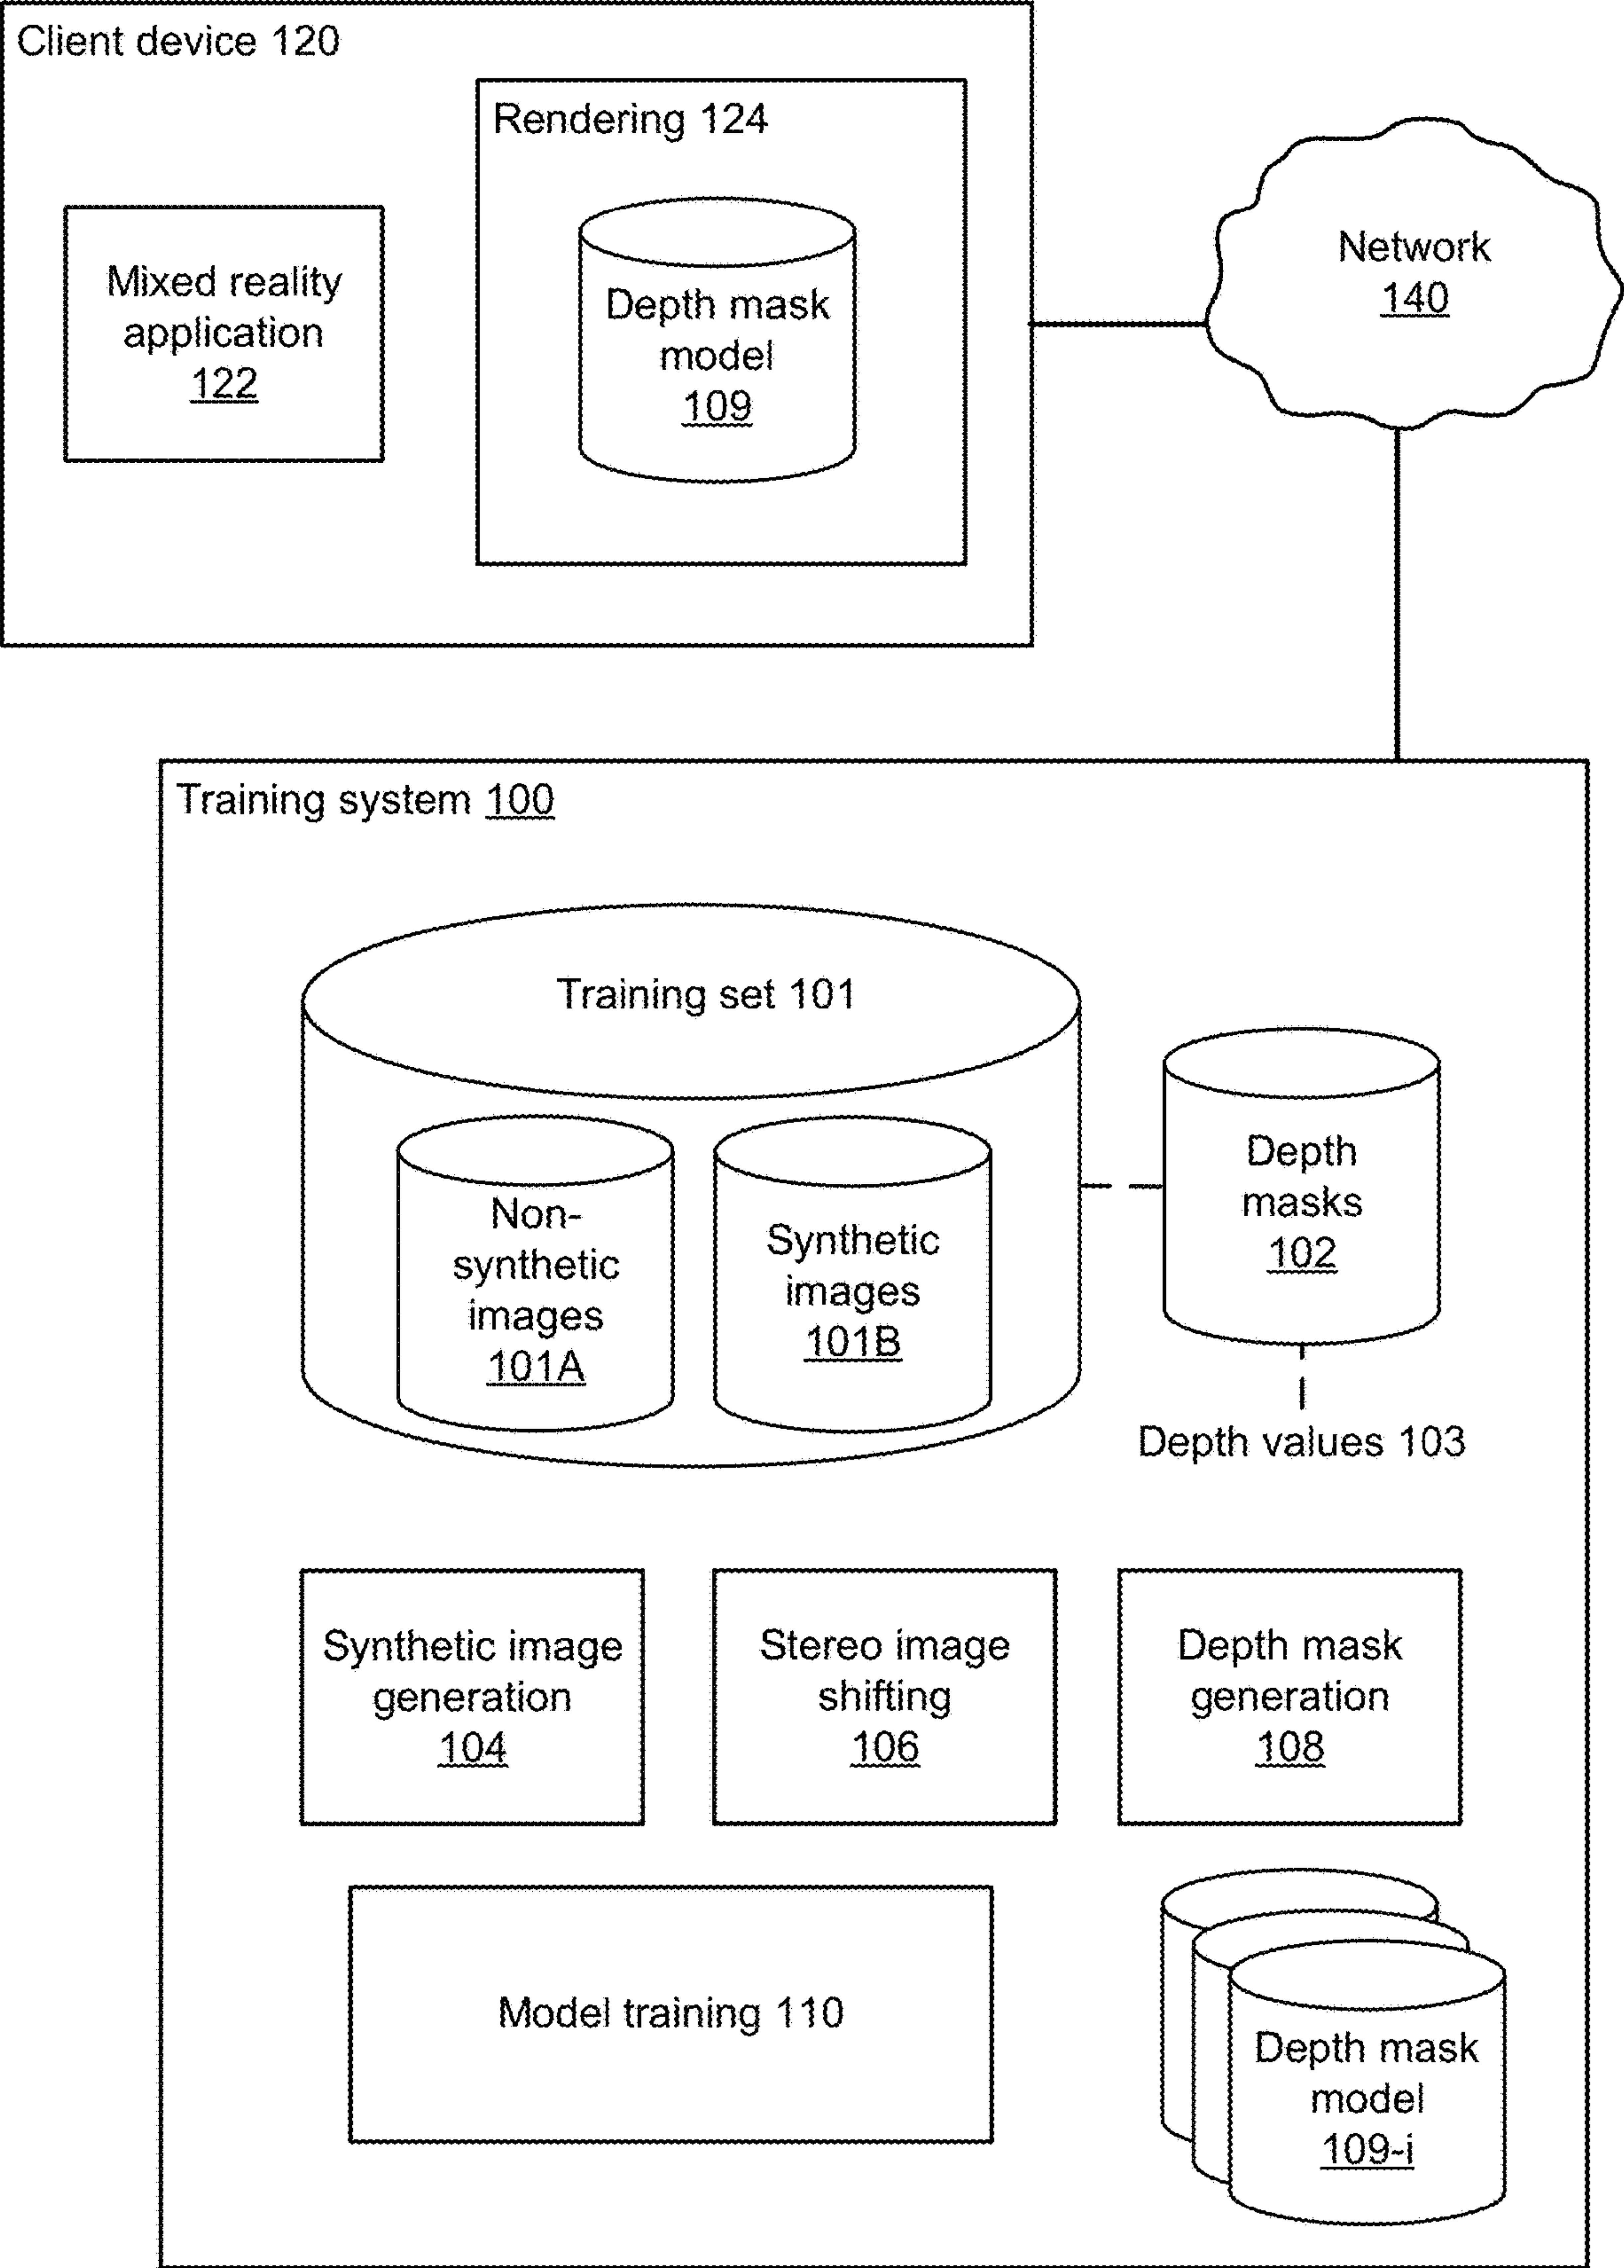 Client device 120
Rendering 124
Mixed reality
application
122
Depth mask
model
109
Network
140
Training system 100
Training set 101
Non-
synthetic
images
101A
Synthetic
images
101B
Depth
masks
102
Depth values 103
Synthetic image
generation
104
Stereo image
shifting
106
Depth mask
generation
108
Model training 110
Depth mask
model
109-i